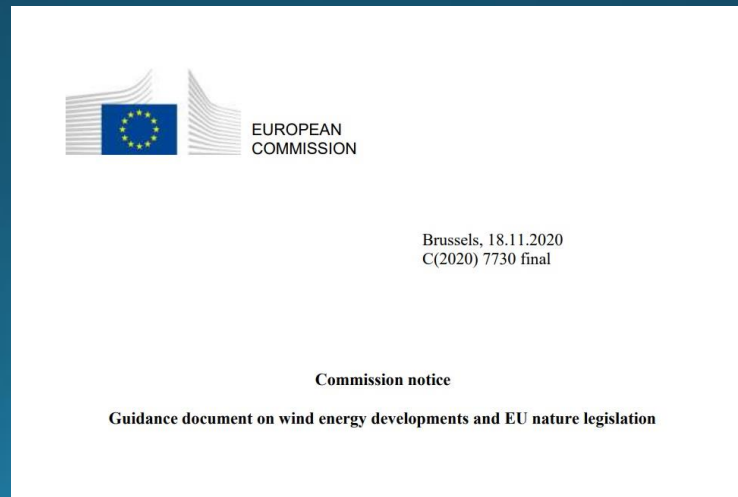 EUROPEAN
COMMISSION
Brussels, 18.11.2020
C(2020) 7730 final
Commission notice
Guidance document on wind energy developments and EU nature legislation